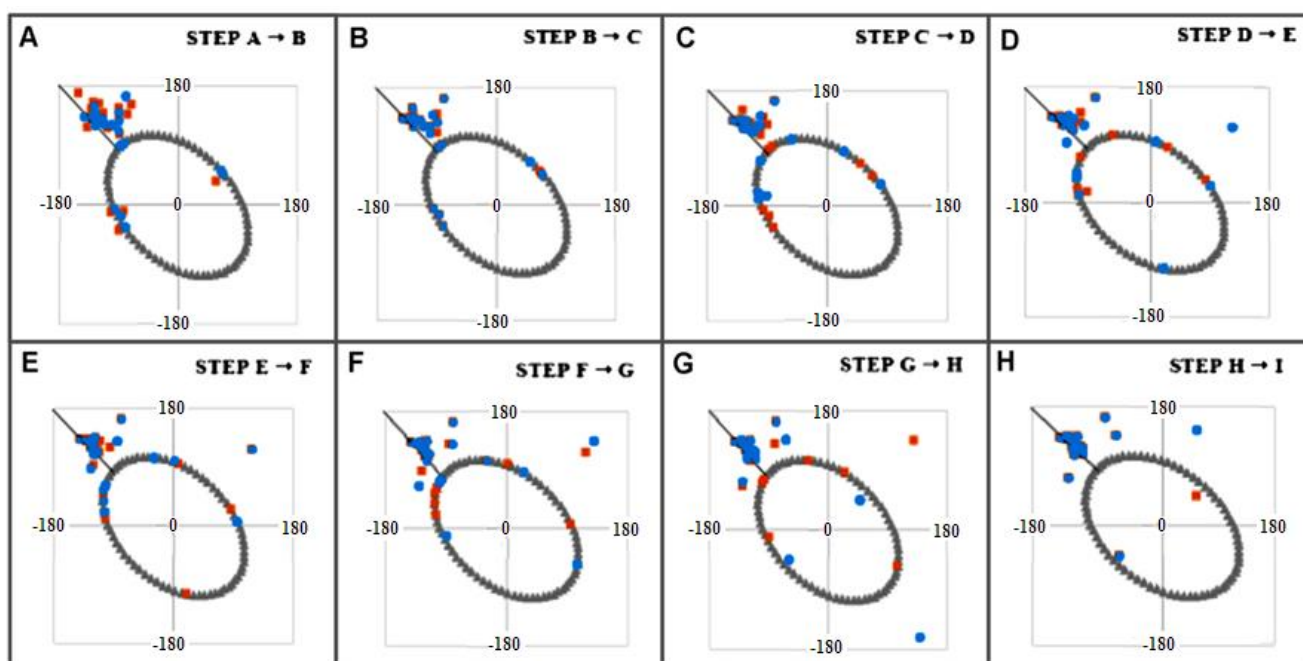 A STEP A → B
180
-180 0 180
-180
B STEP B → C
180
-180 0 180
-180
C STEP C → D
180
-180 0 180
-180
D STEP D → E
180
-180 0 180
-180
E STEP E → F
180
-180 0 180
-180
F STEP F → G
180
-180 0 180
-180
G STEP G → H
180
-180 0 180
-180
H STEP H → I
180
-180 0 180
-180